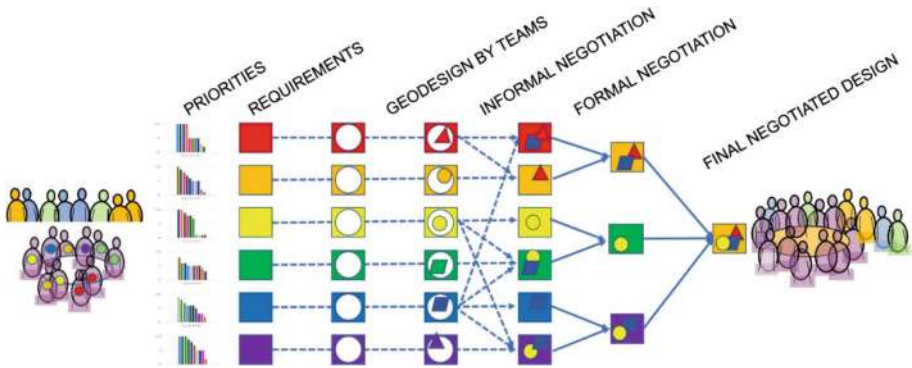 PRIORITIES
REQUIREMENTS
GEODESIGN BY TEAMS
INFORMAL NEGOTIATION
FORMAL NEGOTIATION
FINAL NEGOTIATED DESIGN